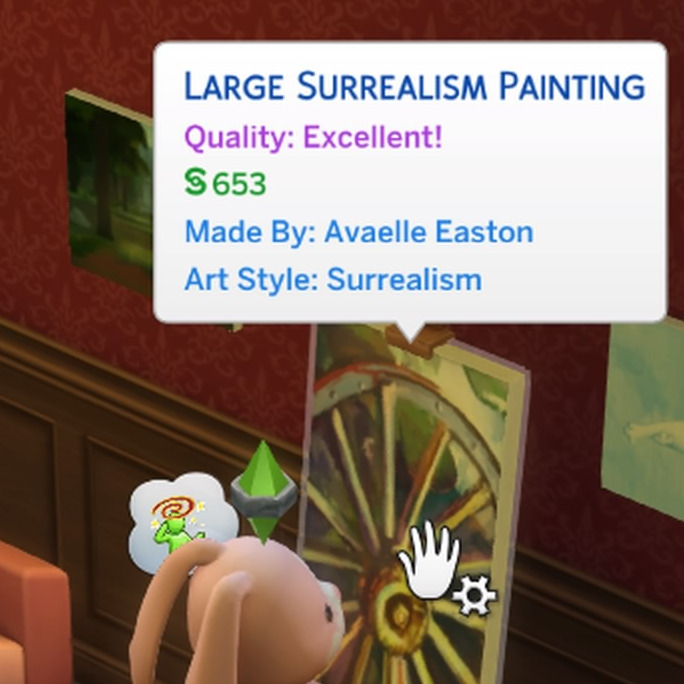 Large Surrealism Painting
Quality: Excellent!
§653
Made By: Avaelle Easton
Art Style: Surrealism